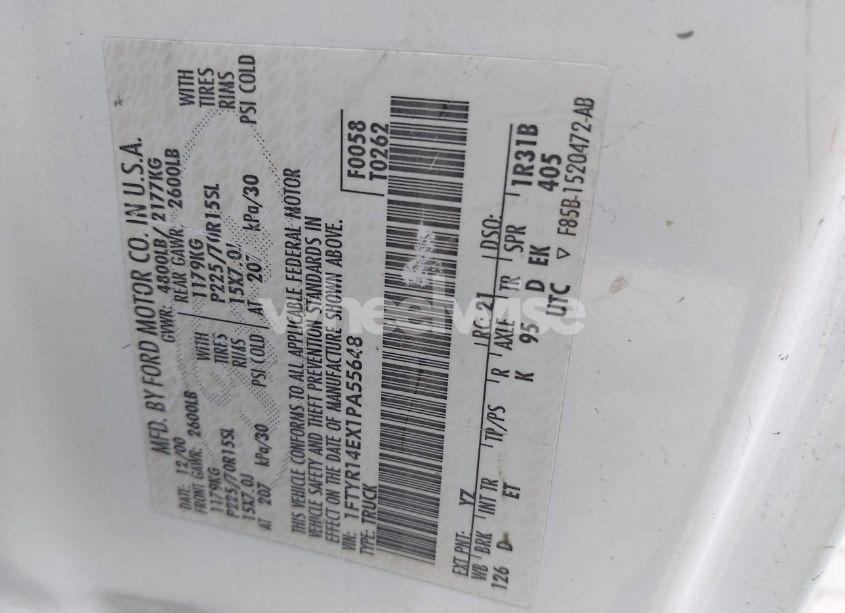 MFD. BY FORD MOTOR CO. IN U.S.A.
DATE: 12/00 GVWR: 4800LB/ 2177KG
FRONT GAWR: 2600LB REAR GAWR: 2600LB
1179KG WITH 1179KG WITH
P225/70R15SL TIRES P225/70R15SL TIRES
15X7.0J RIMS 15X7.0J RIMS
AT 207 kPa/30 PSI COLD AT 207 kPa/30 PSI COLD
THIS VEHICLE CONFORMS TO ALL APPLICABLE FEDERAL MOTOR
VEHICLE SAFETY AND THEFT PREVENTION STANDARDS IN
EFFECT ON THE DATE OF MANUFACTURE SHOWN ABOVE.
VIN: 1FTYR14EX1PA55648 F0058
TYPE: TRUCK T0262
EXT PNT: YZ RC: 21 DSO:
WB BRK INT TR TP/PS R AXLE TR SPR 1R31B
126 D ET K 95 D EK 405
UTC ▽ F85B-1520472-AB
wheelwise